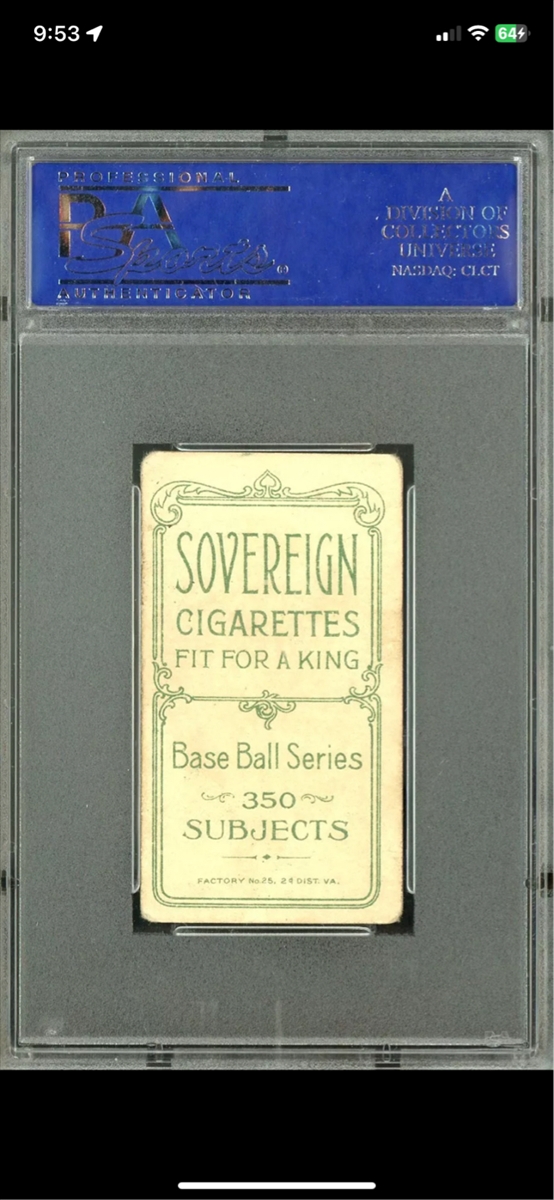 9:53
64
PROFESSIONAL
PSA
Sports
AUTHENTICATOR
A
DIVISION OF
COLLECTORS
UNIVERSE
NASDAQ: CLCT
SOVEREIGN
CIGARETTES
FIT FOR A KING
Base Ball Series
350
SUBJECTS
FACTORY No. 25, 2d DIST. VA.